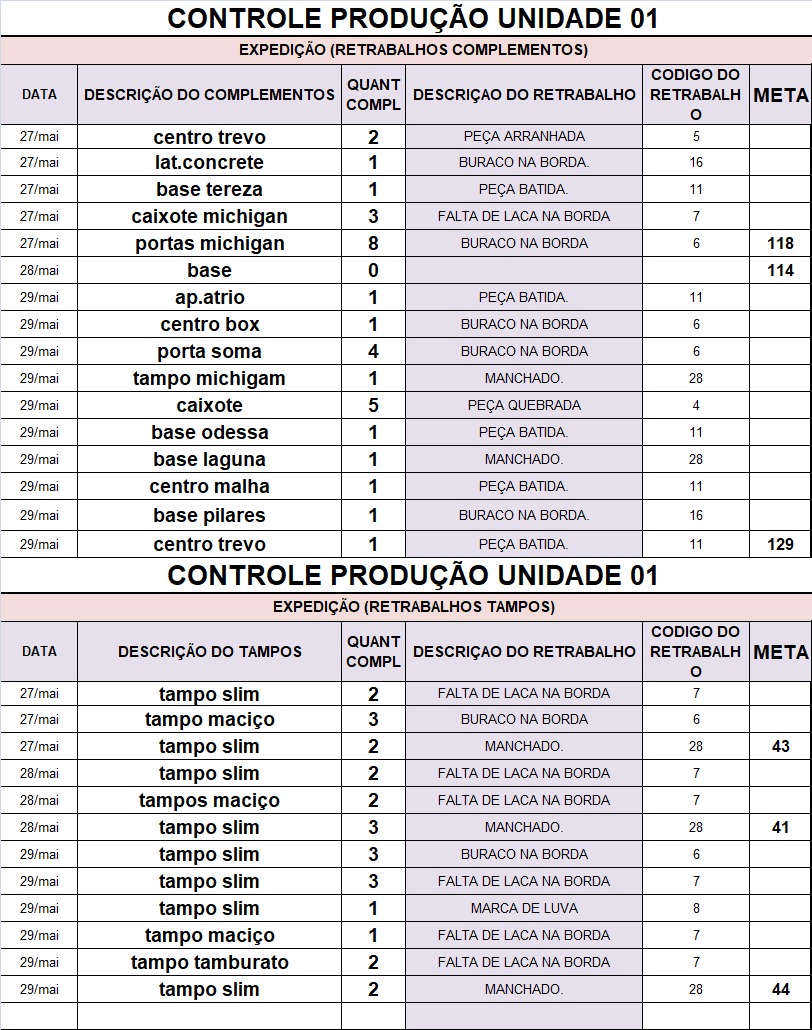 CONTROLE PRODUÇÃO UNIDADE 01
EXPEDIÇÃO (RETRABALHOS COMPLEMENTOS)
DATA DESCRIÇÃO DO COMPLEMENTOS QUANT COMPL DESCRIÇAO DO RETRABALHO CODIGO DO RETRABALHO META
27/mai centro trevo 2 PEÇA ARRANHADA 5
27/mai lat.concrete 1 BURACO NA BORDA. 16
27/mai base tereza 1 PEÇA BATIDA. 11
27/mai caixote michigan 3 FALTA DE LACA NA BORDA 7
27/mai portas michigan 8 BURACO NA BORDA 6 118
28/mai base 0 114
29/mai ap.atrio 1 PEÇA BATIDA. 11
29/mai centro box 1 BURACO NA BORDA 6
29/mai porta soma 4 BURACO NA BORDA 6
29/mai tampo michigam 1 MANCHADO. 28
29/mai caixote 5 PEÇA QUEBRADA 4
29/mai base odessa 1 PEÇA BATIDA. 11
29/mai base laguna 1 MANCHADO. 28
29/mai centro malha 1 PEÇA BATIDA. 11
29/mai base pilares 1 BURACO NA BORDA. 16
29/mai centro trevo 1 PEÇA BATIDA. 11 129
CONTROLE PRODUÇÃO UNIDADE 01
EXPEDIÇÃO (RETRABALHOS TAMPOS)
DATA DESCRIÇÃO DO TAMPOS QUANT COMPL DESCRIÇAO DO RETRABALHO CODIGO DO RETRABALHO META
27/mai tampo slim 2 FALTA DE LACA NA BORDA 7
27/mai tampo maciço 3 BURACO NA BORDA 6
27/mai tampo slim 2 MANCHADO. 28 43
28/mai tampo slim 2 FALTA DE LACA NA BORDA 7
28/mai tampos maciço 2 FALTA DE LACA NA BORDA 7
28/mai tampo slim 3 MANCHADO. 28 41
29/mai tampo slim 3 BURACO NA BORDA 6
29/mai tampo slim 3 FALTA DE LACA NA BORDA 7
29/mai tampo slim 1 MARCA DE LUVA 8
29/mai tampo maciço 1 FALTA DE LACA NA BORDA 7
29/mai tampo tamburato 2 FALTA DE LACA NA BORDA 7
29/mai tampo slim 2 MANCHADO. 28 44